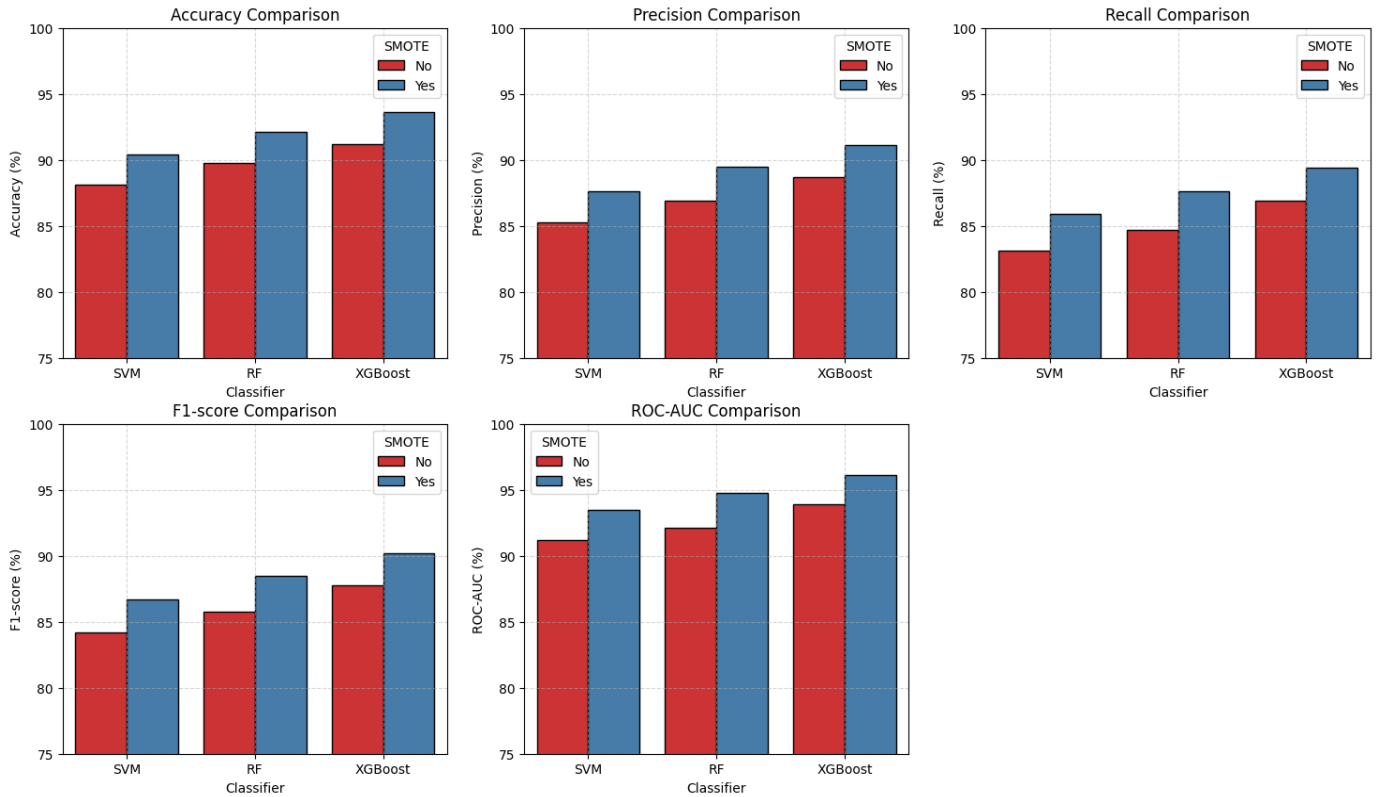 Accuracy Comparison
100
95
90
85
80
75
Accuracy (%)
SMOTE
No
Yes
SVM
RF
XGBoost
Classifier
Precision Comparison
100
95
90
85
80
75
Precision (%)
SMOTE
No
Yes
SVM
RF
XGBoost
Classifier
Recall Comparison
100
95
90
85
80
75
Recall (%)
SMOTE
No
Yes
SVM
RF
XGBoost
Classifier
F1-score Comparison
100
95
90
85
80
75
F1-score (%)
SMOTE
No
Yes
SVM
RF
XGBoost
Classifier
ROC-AUC Comparison
100
95
90
85
80
75
ROC-AUC (%)
SMOTE
No
Yes
SVM
RF
XGBoost
Classifier